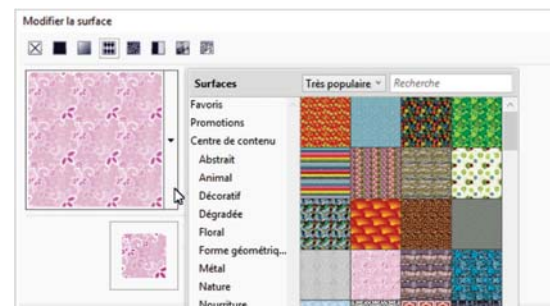 Modifier la surface
Surfaces
Très populaire
Recherche
Favoris
Promotions
Centre de contenu
Abstrait
Animal
Décoratif
Dégradée
Floral
Forme géométriq...
Métal
Nature
Nourriture